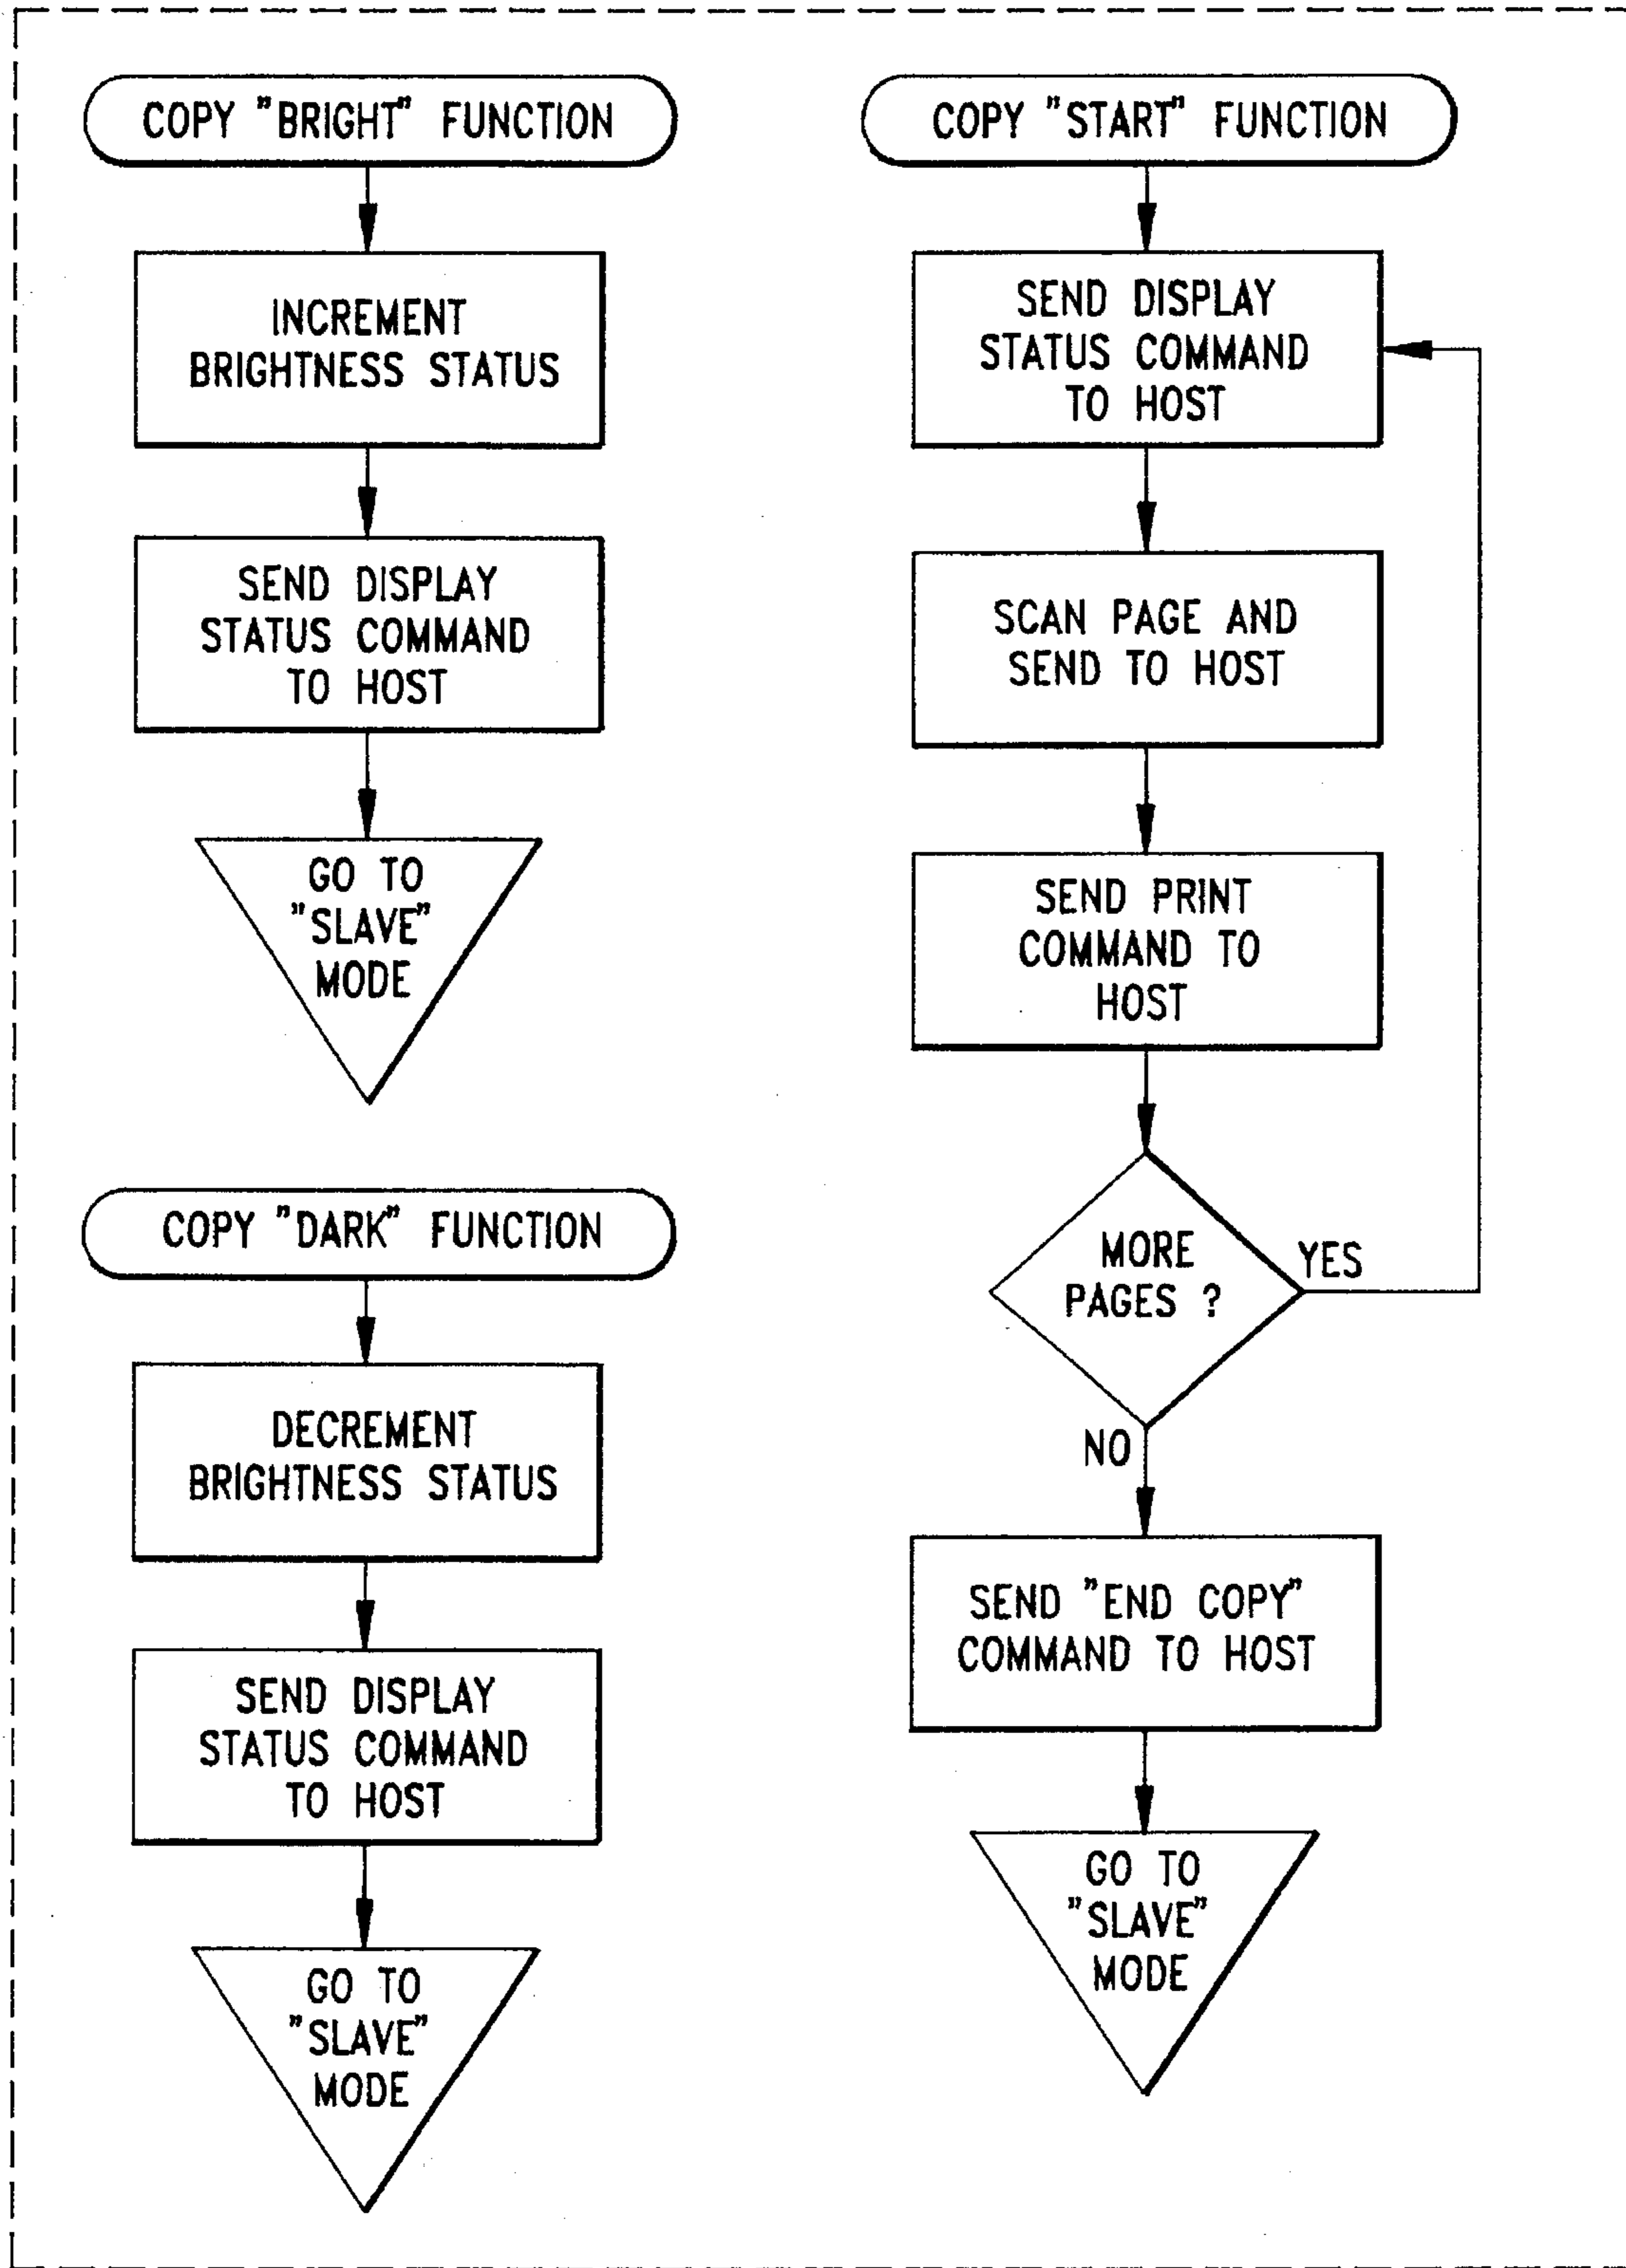 COPY "BRIGHT" FUNCTION
INCREMENT
BRIGHTNESS STATUS
SEND DISPLAY
STATUS COMMAND
TO HOST
GO TO
"SLAVE"
MODE
COPY "DARK" FUNCTION
DECREMENT
BRIGHTNESS STATUS
SEND DISPLAY
STATUS COMMAND
TO HOST
GO TO
"SLAVE"
MODE
COPY "START" FUNCTION
SEND DISPLAY
STATUS COMMAND
TO HOST
SCAN PAGE AND
SEND TO HOST
SEND PRINT
COMMAND TO
HOST
MORE
PAGES ?
YES
NO
SEND "END COPY"
COMMAND TO HOST
GO TO
"SLAVE"
MODE